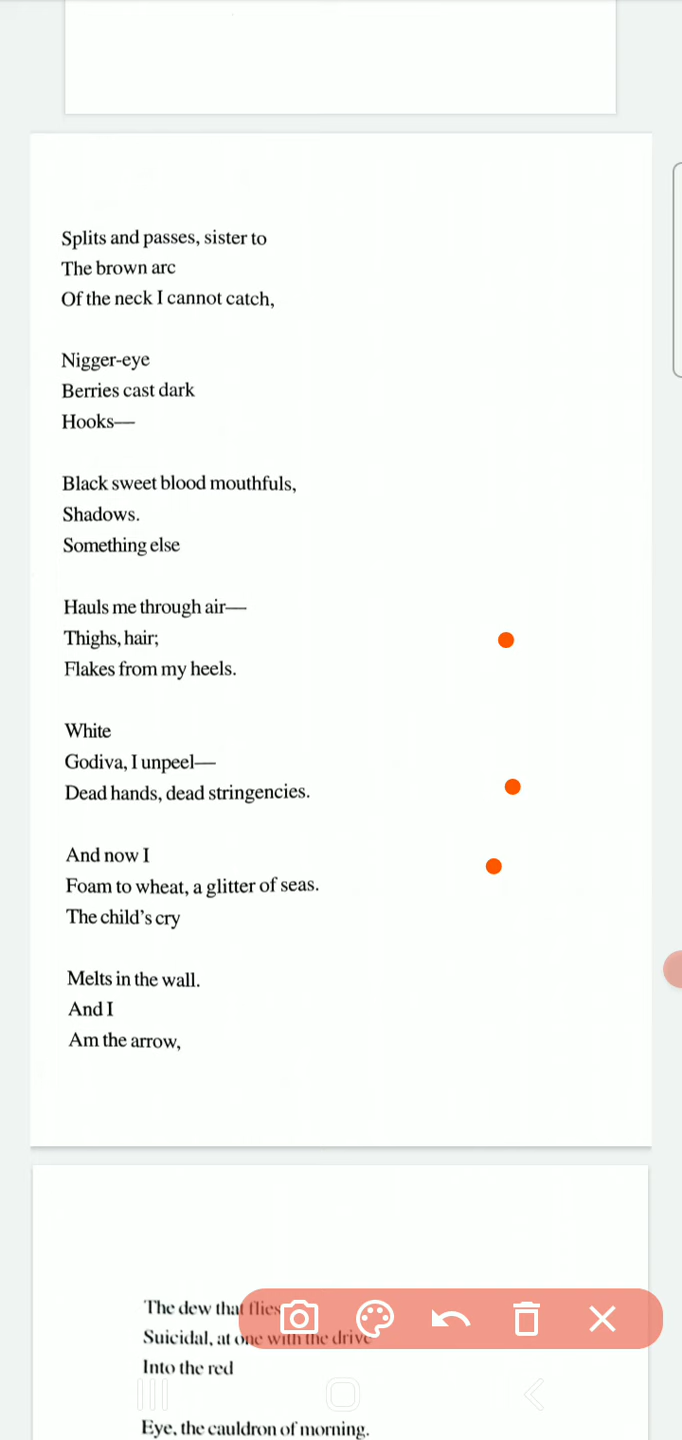 Splits and passes, sister to
The brown arc
Of the neck I cannot catch,
Nigger-eye
Berries cast dark
Hooks—
Black sweet blood mouthfuls,
Shadows.
Something else
Hauls me through air—
Thighs, hair;
Flakes from my heels.
White
Godiva, I unpeel—
Dead hands, dead stringencies.
And now I
Foam to wheat, a glitter of seas.
The child’s cry
Melts in the wall.
And I
Am the arrow,
The dew that flies
Suicidal, at one with the drive
Into the red
Eye, the cauldron of morning.